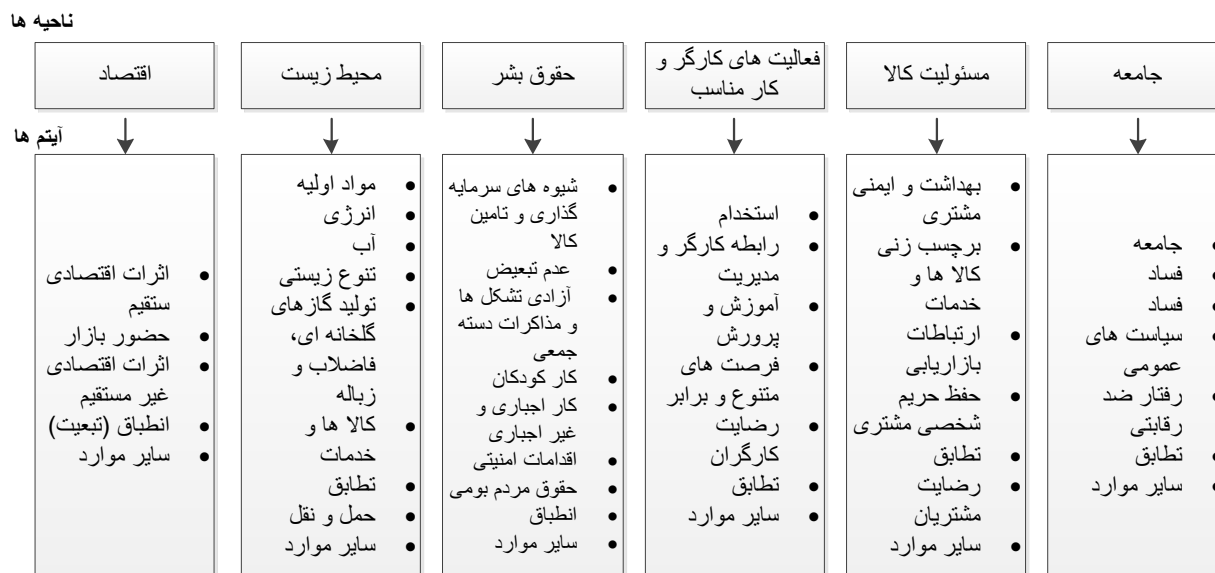 ناحیه ها
جامعه
مسئولیت کالا
فعالیت های کارگر و
کار مناسب
حقوق بشر
محیط زیست
اقتصاد
آیتم ها
• جامعه
• فساد
• فساد
• سیاست های
عمومی
• رفتار ضد
رقابتی
• تطابق
• سایر موارد
• بهداشت و ایمنی
مشتری
• برچسب زنی
کالا ها و
خدمات
• ارتباطات
بازاریابی
• حفظ حریم
شخصی مشتری
• تطابق
• رضایت
مشتریان
• سایر موارد
• استخدام
• رابطه کارگر و
مدیریت
• آموزش و
پرورش
• فرصت های
متنوع و برابر
• رضایت
کارگران
• تطابق
• سایر موارد
• شیوه های سرمایه
گذاری و تامین
کالا
• عدم تبعیض
• آزادی تشکل ها
و مذاکرات دسته
جمعی
• کار کودکان
• کار اجباری و
غیر اجباری
• اقدامات امنیتی
• حقوق مردم بومی
• انطباق
• سایر موارد
• مواد اولیه
• انرژی
• آب
• تنوع زیستی
• تولید گازهای
گلخانه ای،
فاضلاب و
زباله
• کالا ها و
خدمات
• تطابق
• حمل و نقل
• سایر موارد
• اثرات اقتصادی
ستقیم
• حضور بازار
• اثرات اقتصادی
غیر مستقیم
• انطباق (تبعیت)
• سایر موارد